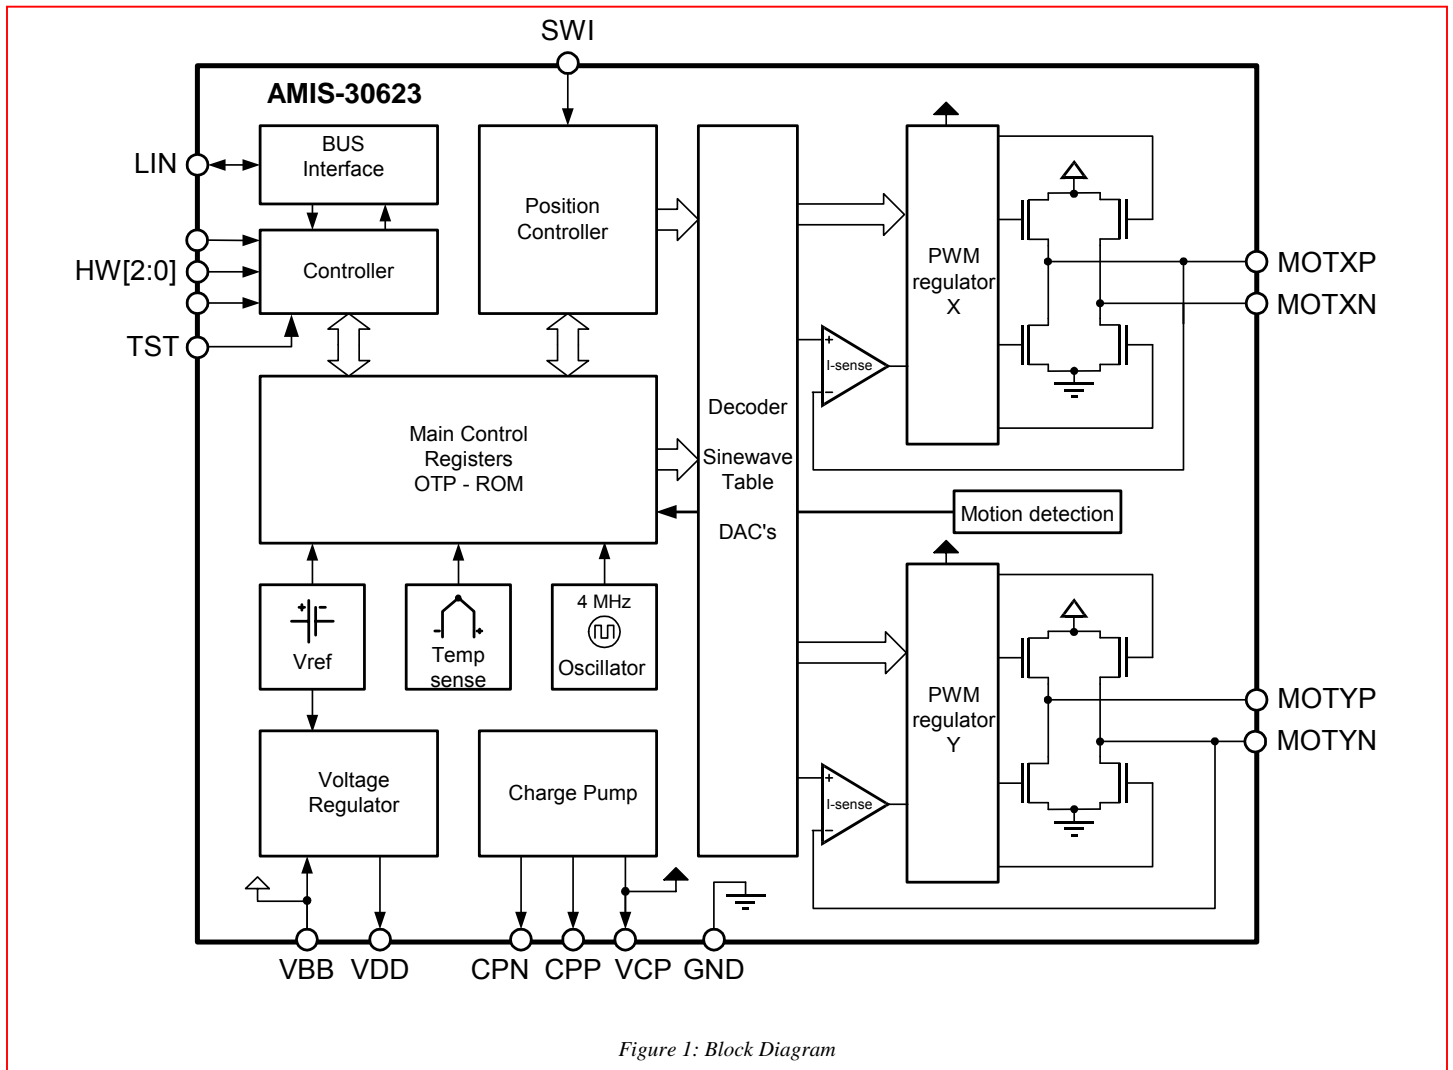 SWI
AMIS-30623
LIN
BUS
Interface
HW[2:0]
Controller
TST
Position
Controller
Main Control
Registers
OTP - ROM
Decoder
Sinewave
Table
DAC's
PWM
regulator
X
+
I-sense
−
MOTXP
MOTXN
Motion detection
+ -
Vref
- +
Temp
sense
4 MHz
Oscillator
PWM
regulator
Y
+
I-sense
−
MOTYP
MOTYN
Voltage
Regulator
Charge Pump
VBB
VDD
CPN
CPP
VCP
GND
Figure 1: Block Diagram